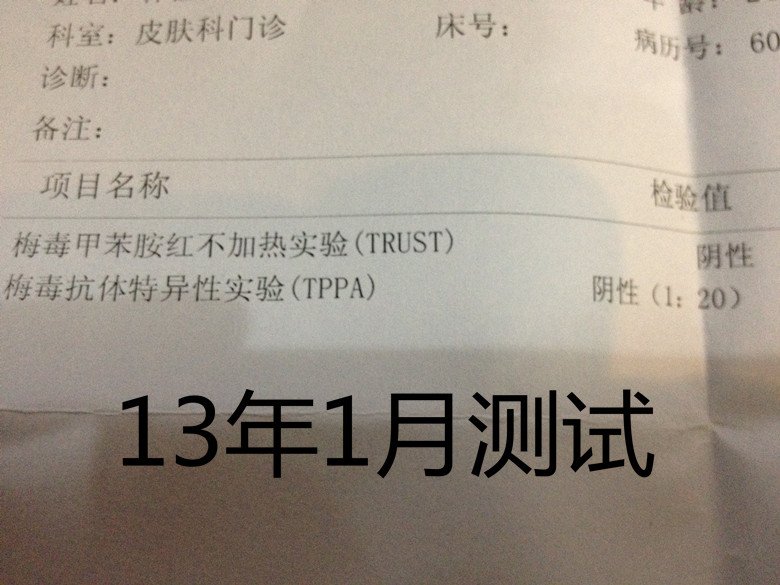 科室: 皮肤科门诊 床号: 病历号: 60
诊断:
备注:
项目名称 检验值
梅毒甲苯胺红不加热实验(TRUST) 阴性
梅毒抗体特异性实验(TPPA) 阴性(1: 20)
13年1月测试